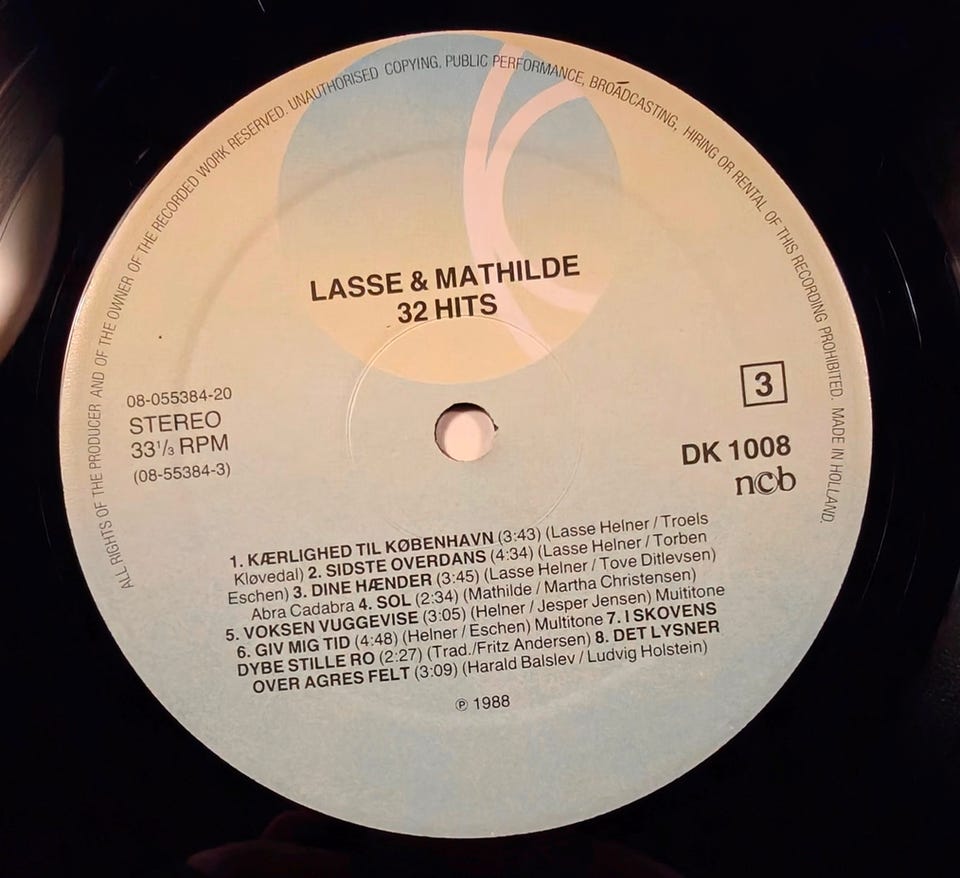 ALL RIGHTS OF THE PRODUCER AND OF THE OWNER OF THE RECORDED WORK RESERVED. UNAUTHORISED COPYING, PUBLIC PERFORMANCE, BROADCASTING, HIRING OR RENTAL OF THIS RECORDING PROHIBITED. MADE IN HOLLAND.
LASSE & MATHILDE
32 HITS
08-055384-20
STEREO
33 1/3 RPM
(08-55384-3)
3
DK 1008
ncb
1. KÆRLIGHED TIL KØBENHAVN (3:43) (Lasse Helner / Troels
Kløvedal) 2. SIDSTE OVERDANS (4:34) (Lasse Helner / Torben
Eschen) 3. DINE HÆNDER (3:45) (Lasse Helner / Tove Ditlevsen)
Abra Cadabra 4. SOL (2:34) (Mathilde / Martha Christensen)
5. VOKSEN VUGGEVISE (3:05) (Helner / Jesper Jensen) Muititone
6. GIV MIG TID (4:48) (Helner / Eschen) Multitone 7. I SKOVENS
DYBE STILLE RO (2:27) (Trad./Fritz Andersen) 8. DET LYSNER
OVER AGRES FELT (3:09) (Harald Balslev / Ludvig Holstein)
℗ 1988